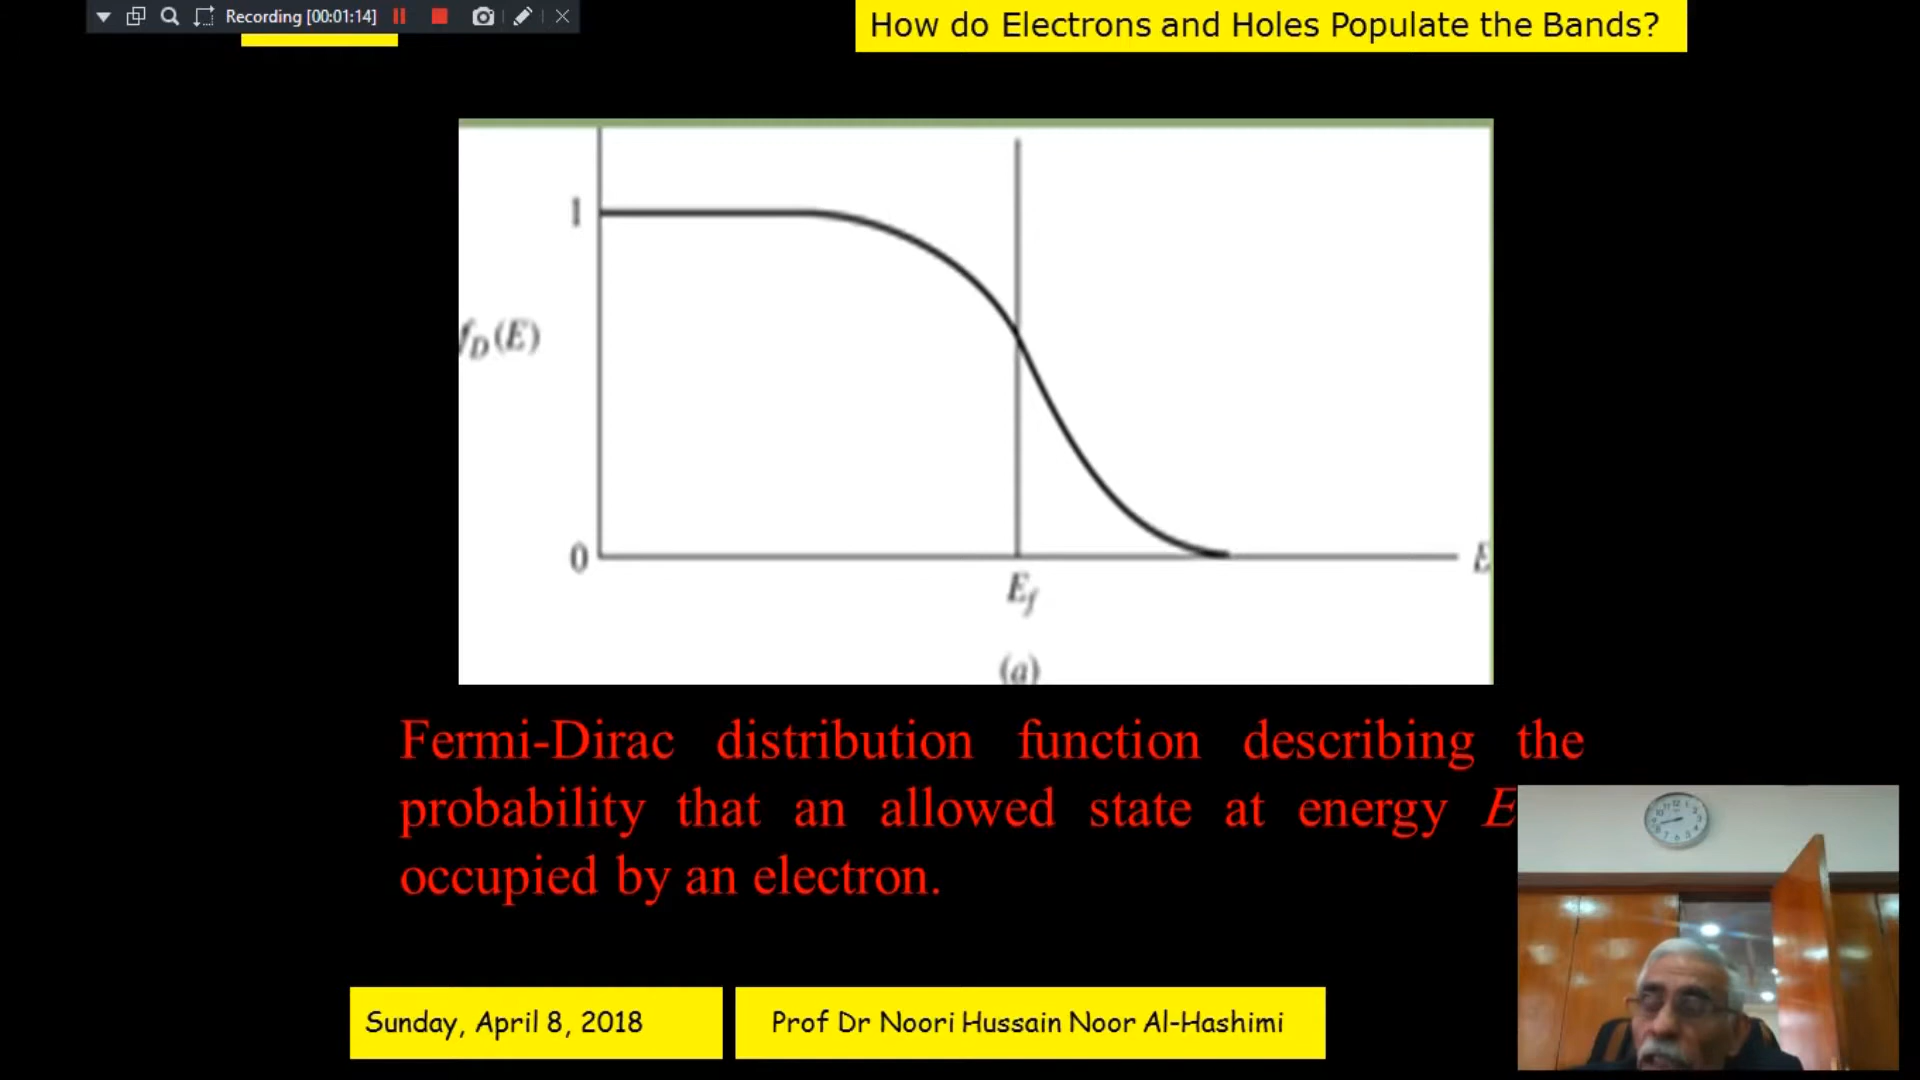 Recording [00:01:14]
How do Electrons and Holes Populate the Bands?
1
f_D(E)
0
E
E_f
(a)
Fermi-Dirac distribution function describing the
probability that an allowed state at energy E
occupied by an electron.
Sunday, April 8, 2018
Prof Dr Noori Hussain Noor Al-Hashimi